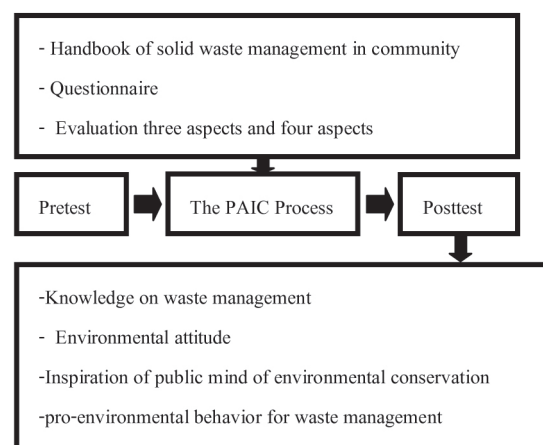 - Handbook of solid waste management in community
- Questionnaire
- Evaluation three aspects and four aspects
Pretest
The PAIC Process
Posttest
-Knowledge on waste management
- Environmental attitude
-Inspiration of public mind of environmental conservation
-pro-environmental behavior for waste management